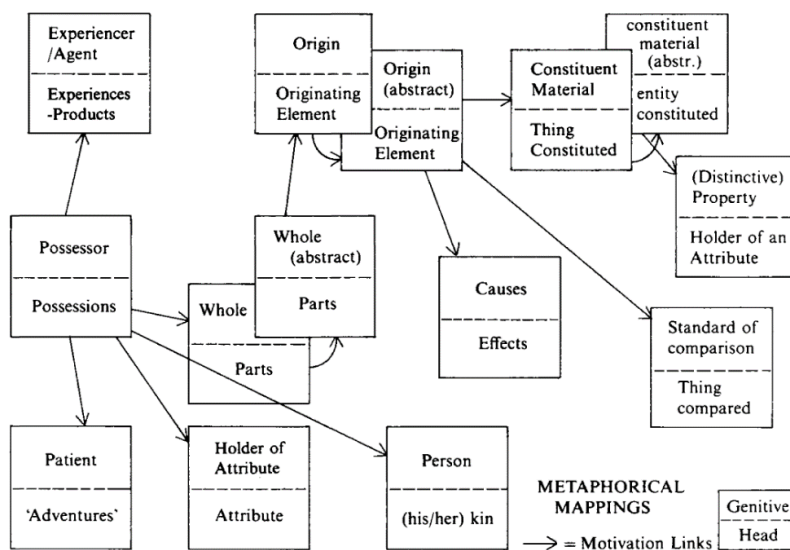 Experiencer
/Agent
Experiences
-Products
Origin
Originating
Element
Origin
(abstract)
Originating
Element
Constituent
Material
Thing
Constituted
constituent
material
(abstr.)
entity
constituted
(Distinctive)
Property
Holder of an
Attribute
Possessor
Possessions
Whole
Parts
Whole
(abstract)
Parts
Causes
Effects
Standard of
comparison
Thing
compared
Patient
'Adventures'
Holder of
Attribute
Attribute
Person
(his/her) kin
METAPHORICAL
MAPPINGS
= Motivation Links
Genitive
Head